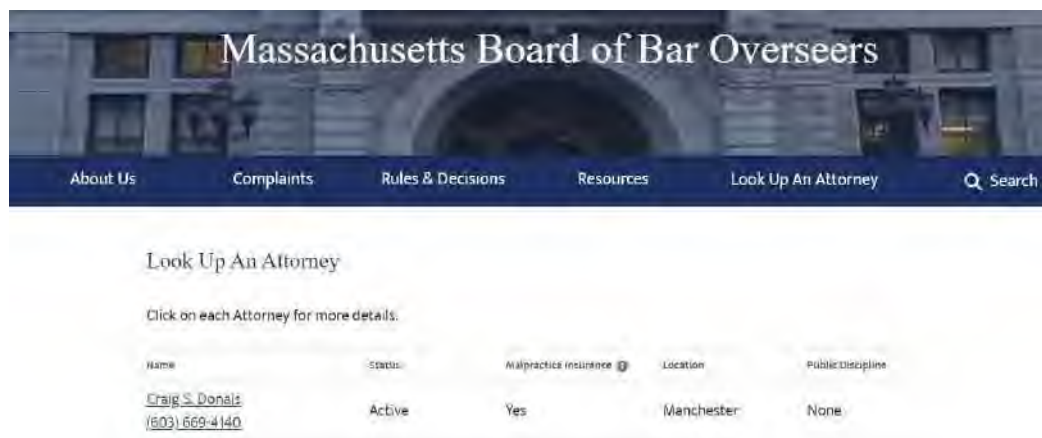 Massachusetts Board of Bar Overseers
About Us Complaints Rules & Decisions Resources Look Up An Attorney Search
Look Up An Attorney
Click on each Attorney for more details.
Name Status Malpractice Insurance Location Public Discipline
Craig S. Donais Active Yes Manchester None
(603) 669-4140